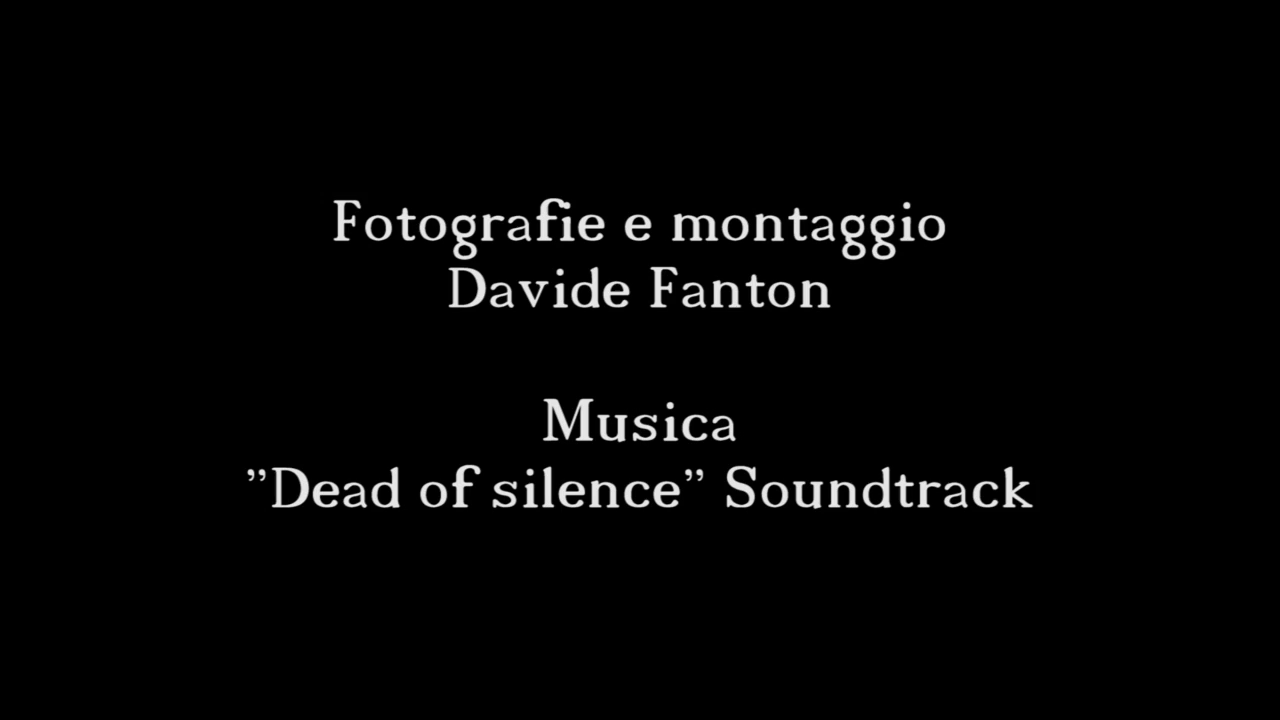 Fotografie e montaggio
Davide Fanton
Musica
”Dead of silence” Soundtrack